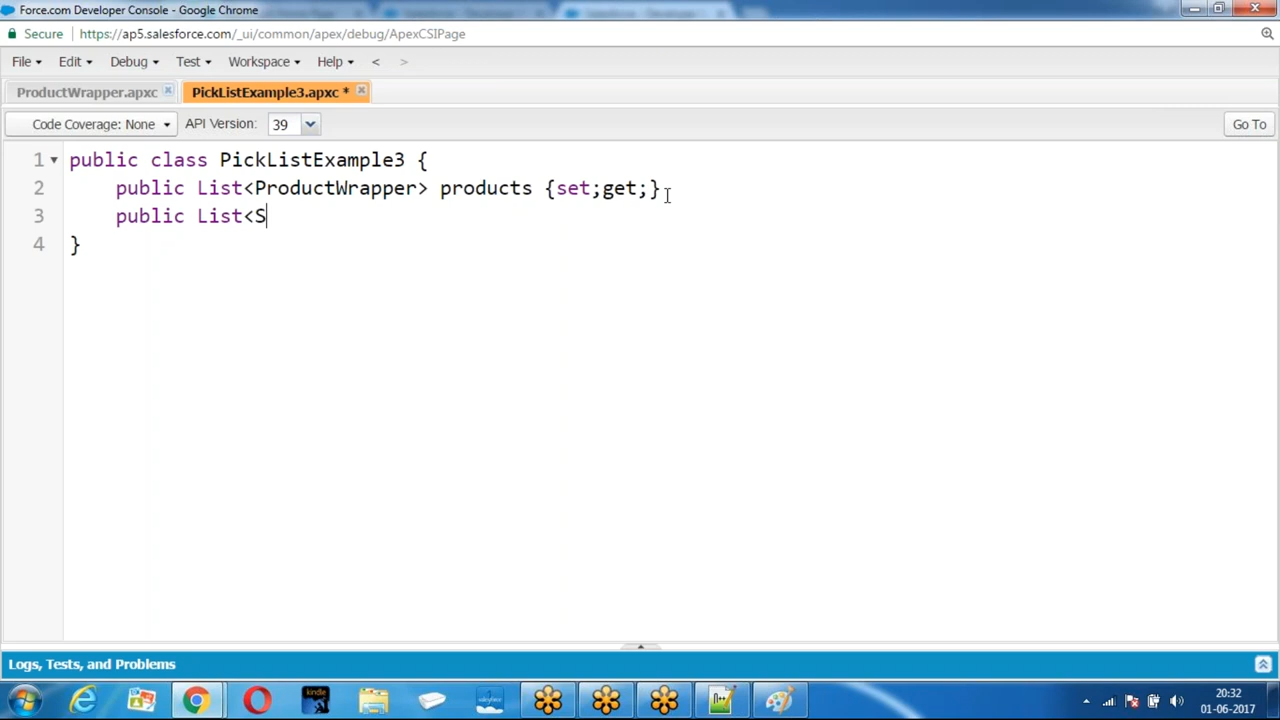 Force.com Developer Console - Google Chrome
Secure | https://ap5.salesforce.com/_ui/common/apex/debug/ApexCSIPage
File Edit Debug Test Workspace Help < >
ProductWrapper.apxc PickListExample3.apxc *
Code Coverage: None API Version: 39 Go To
1 public class PickListExample3 {
2 public List<ProductWrapper> products {set;get;}
3 public List<S
4 }
Logs, Tests, and Problems
kindle
20:32
01-06-2017